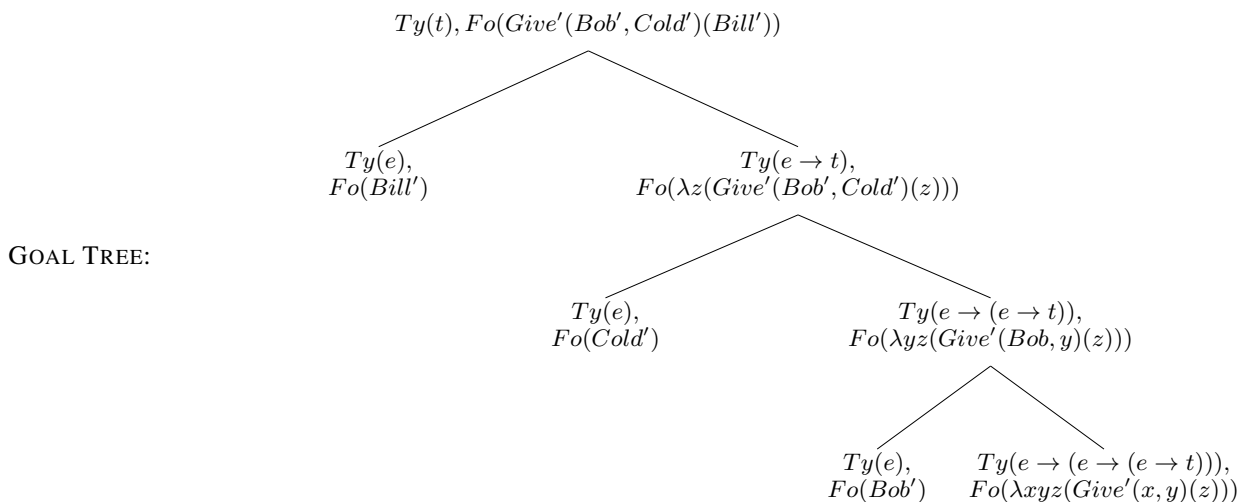 Ty(t), Fo(Give′(Bob′, Cold′)(Bill′))
Ty(e),
Fo(Bill′)
Ty(e → t),
Fo(λz(Give′(Bob′, Cold′)(z)))
GOAL TREE:
Ty(e),
Fo(Cold′)
Ty(e → (e → t)),
Fo(λyz(Give′(Bob, y)(z)))
Ty(e),
Fo(Bob′)
Ty(e → (e → (e → t))),
Fo(λxyz(Give′(x, y)(z)))